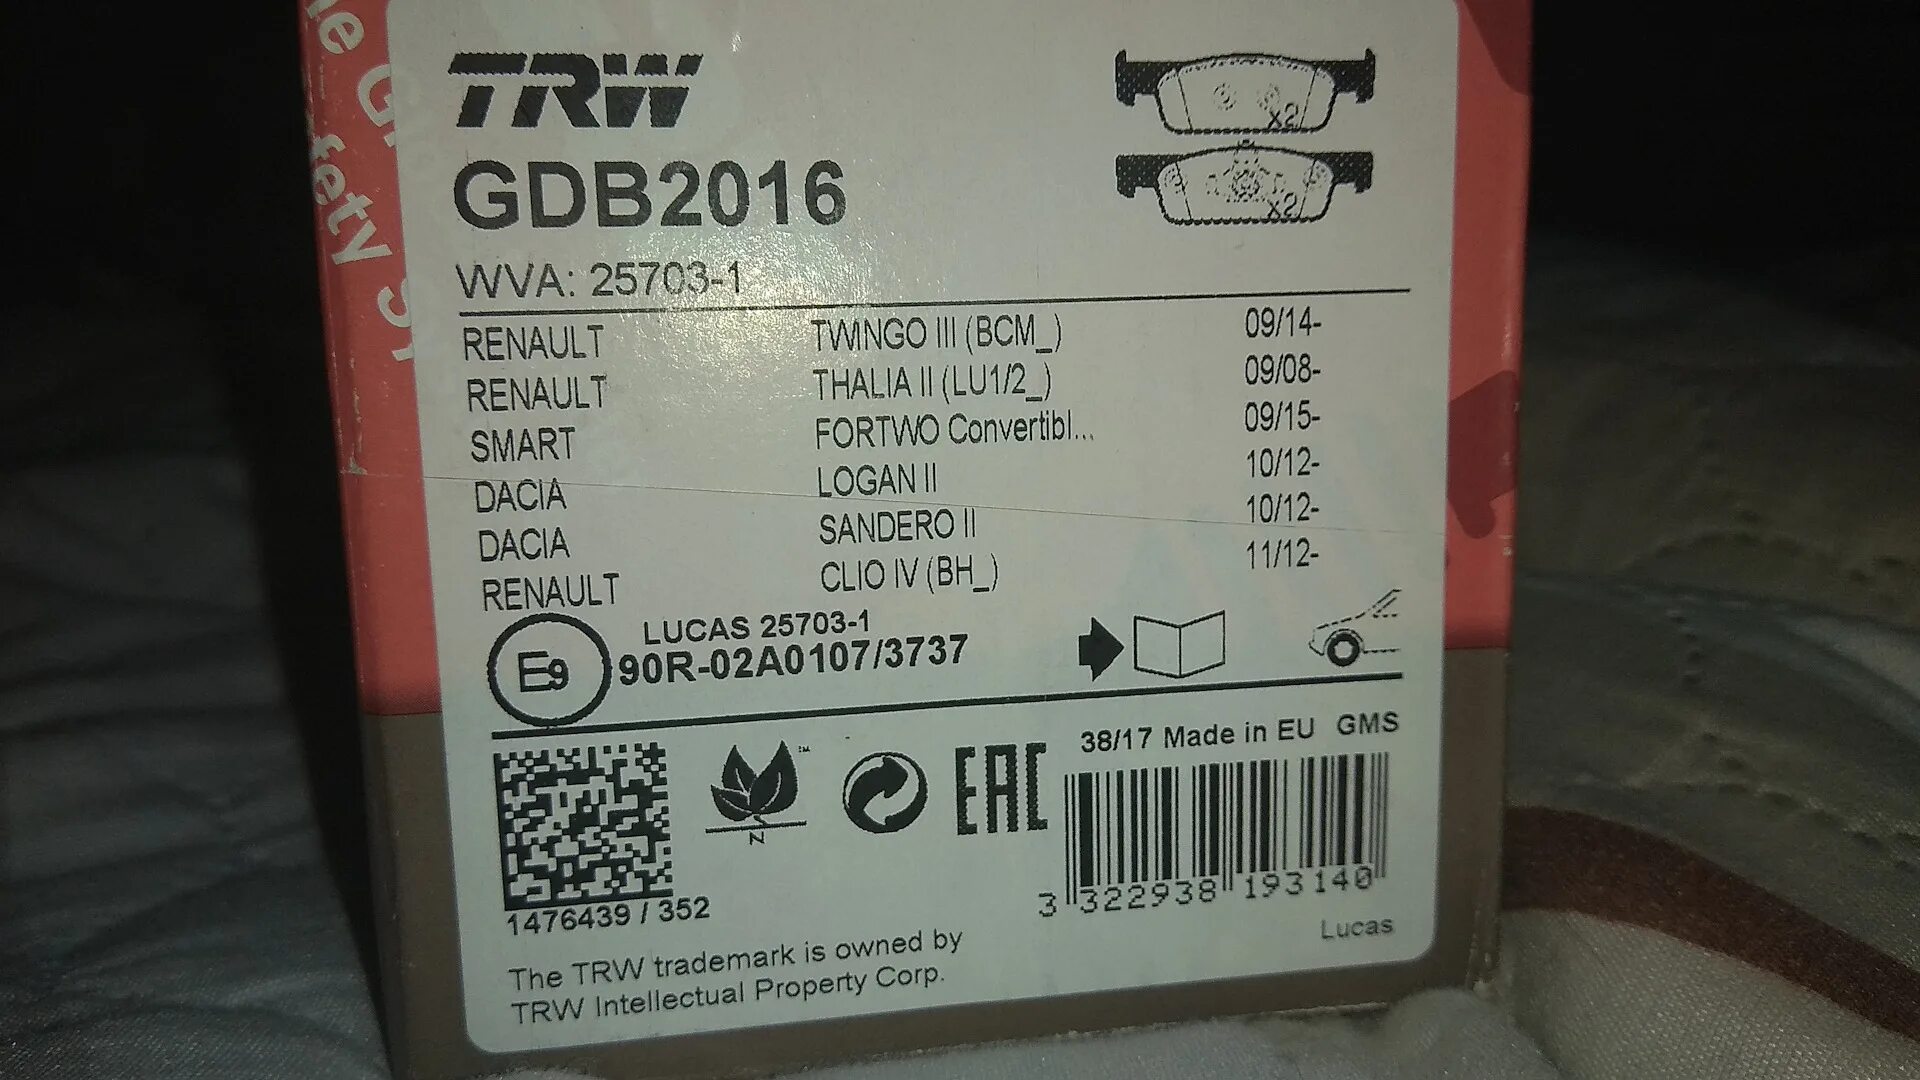 TRW
GDB2016
WVA: 25703-1
x2
x2
RENAULT TWINGO III (BCM_) 09/14-
RENAULT THALIA II (LU1/2_) 09/08-
SMART FORTWO Convertibl... 09/15-
DACIA LOGAN II 10/12-
DACIA SANDERO II 10/12-
RENAULT CLIO IV (BH_) 11/12-
E9
LUCAS 25703-1
90R-02A0107/3737
38/17 Made in EU GMS
N
EAC
3 322938 193140
1476439 / 352
Lucas
The TRW trademark is owned by
TRW Intellectual Property Corp.